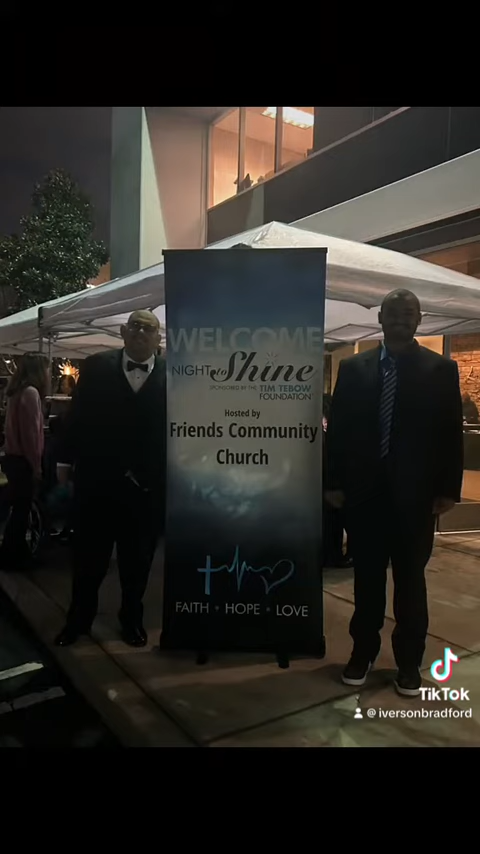 WELCOME
NIGHT to Shine
SPONSORED BY THE TIM TEBOW
FOUNDATION
Hosted by
Friends Community
Church
FAITH • HOPE • LOVE
TikTok
@iversonbradford